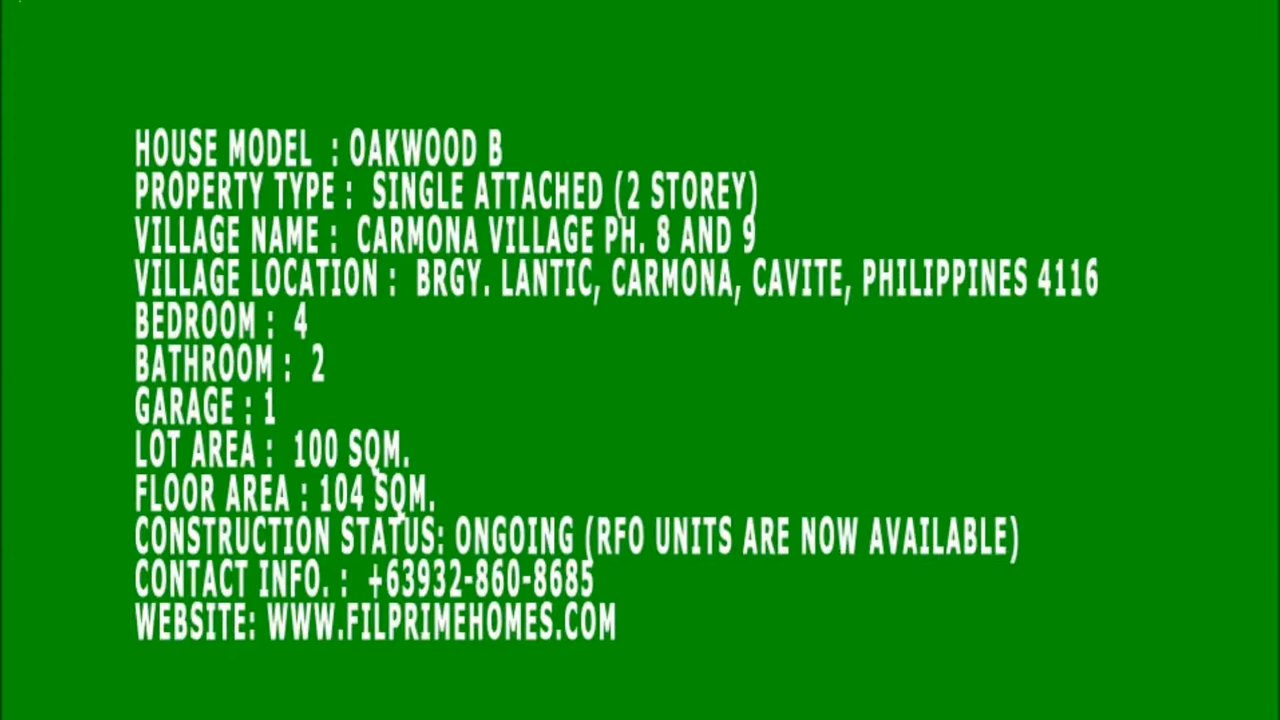 HOUSE MODEL : OAKWOOD B
PROPERTY TYPE : SINGLE ATTACHED (2 STOREY)
VILLAGE NAME : CARMONA VILLAGE PH. 8 AND 9
VILLAGE LOCATION : BRGY. LANTIC, CARMONA, CAVITE, PHILIPPINES 4116
BEDROOM : 4
BATHROOM : 2
GARAGE : 1
LOT AREA : 100 SQM.
FLOOR AREA : 104 SQM.
CONSTRUCTION STATUS: ONGOING (RFO UNITS ARE NOW AVAILABLE)
CONTACT INFO. : +63932-860-8685
WEBSITE: WWW.FILPRIMEHOMES.COM